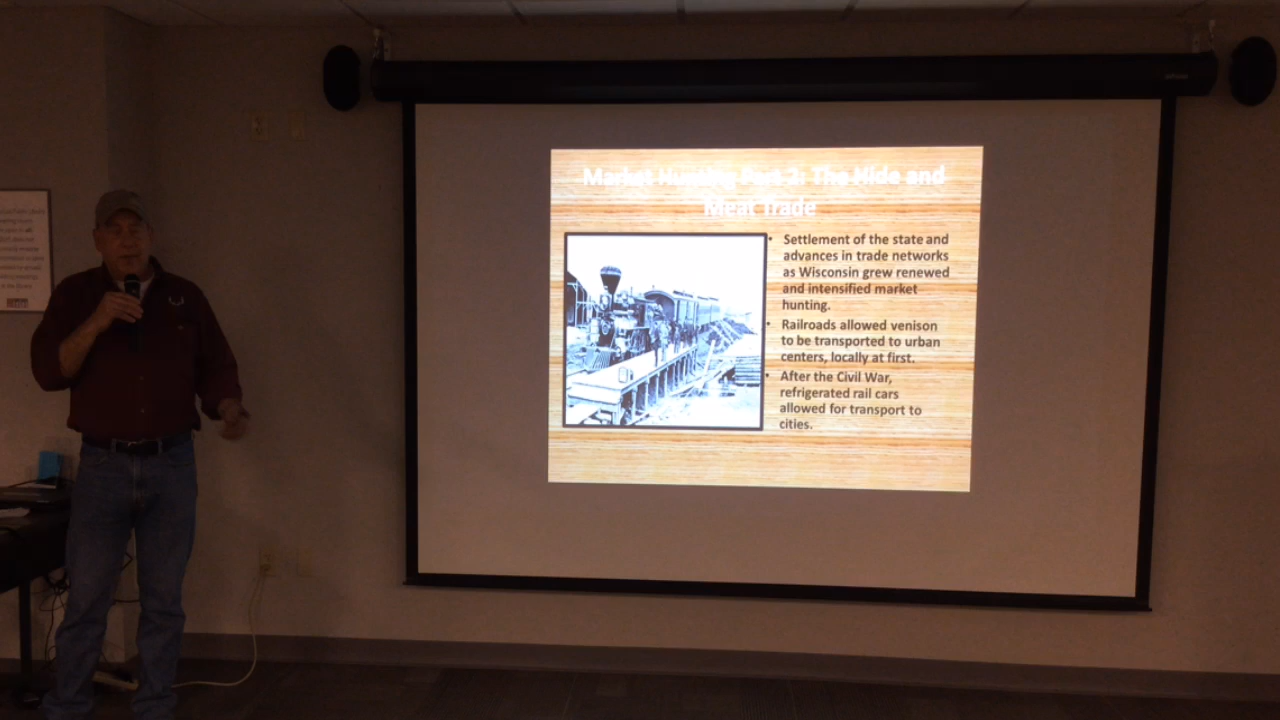 Market Hunting Part 2: The Hide and
Meat Trade
• Settlement of the state and
advances in trade networks
as Wisconsin grew renewed
and intensified market
hunting.
• Railroads allowed venison
to be transported to urban
centers, locally at first.
• After the Civil War,
refrigerated rail cars
allowed for transport to
cities.